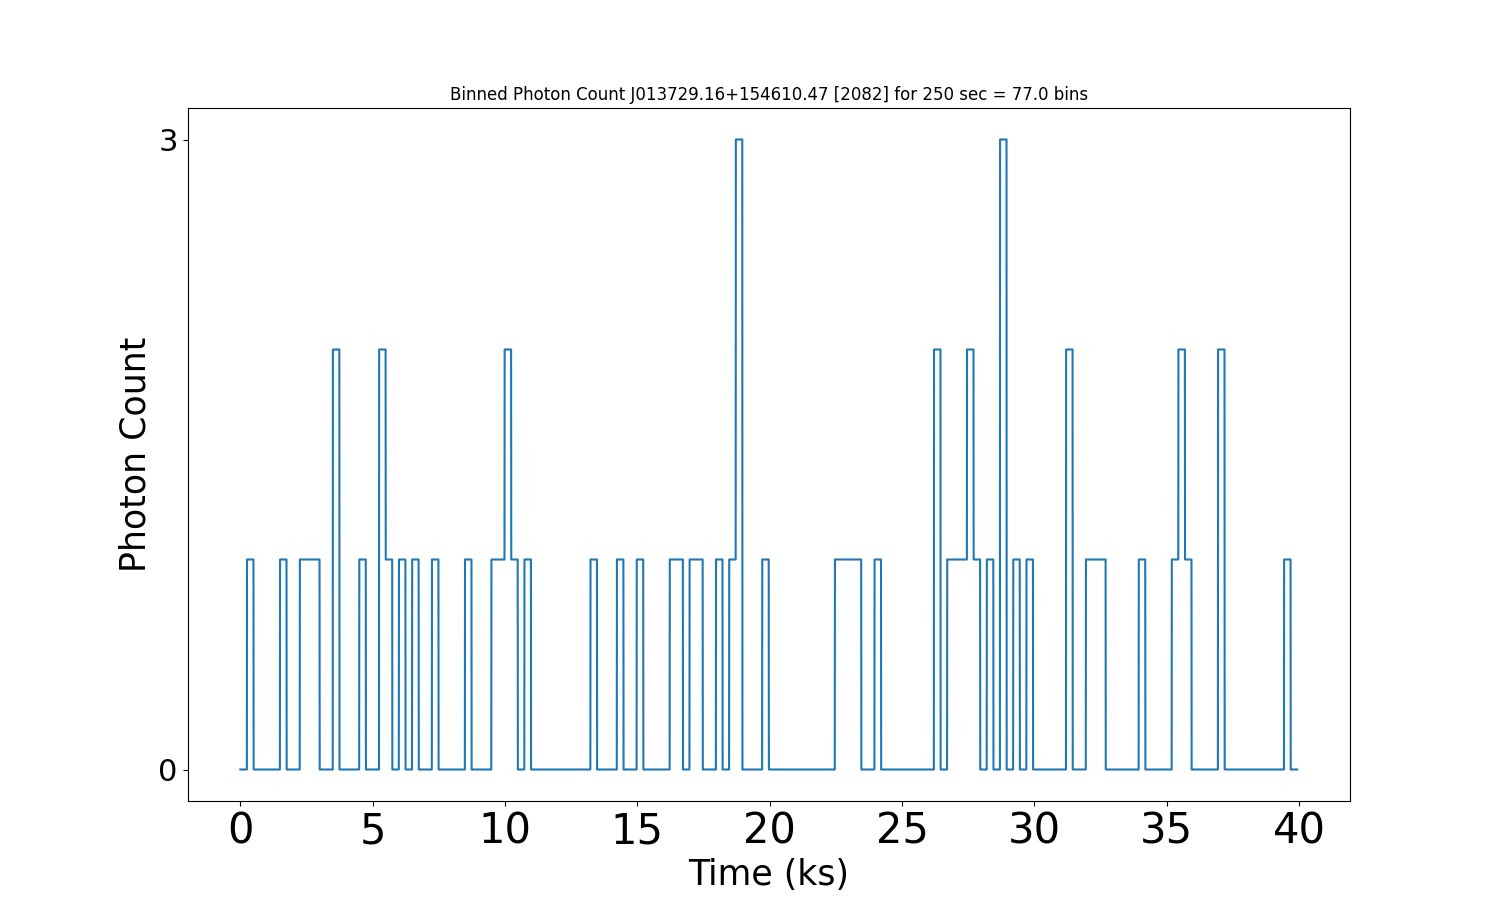 Binned Photon Count J013729.16+154610.47 [2082] for 250 sec = 77.0 bins
3
Photon Count
0
0 5 10 15 20 25 30 35 40
Time (ks)